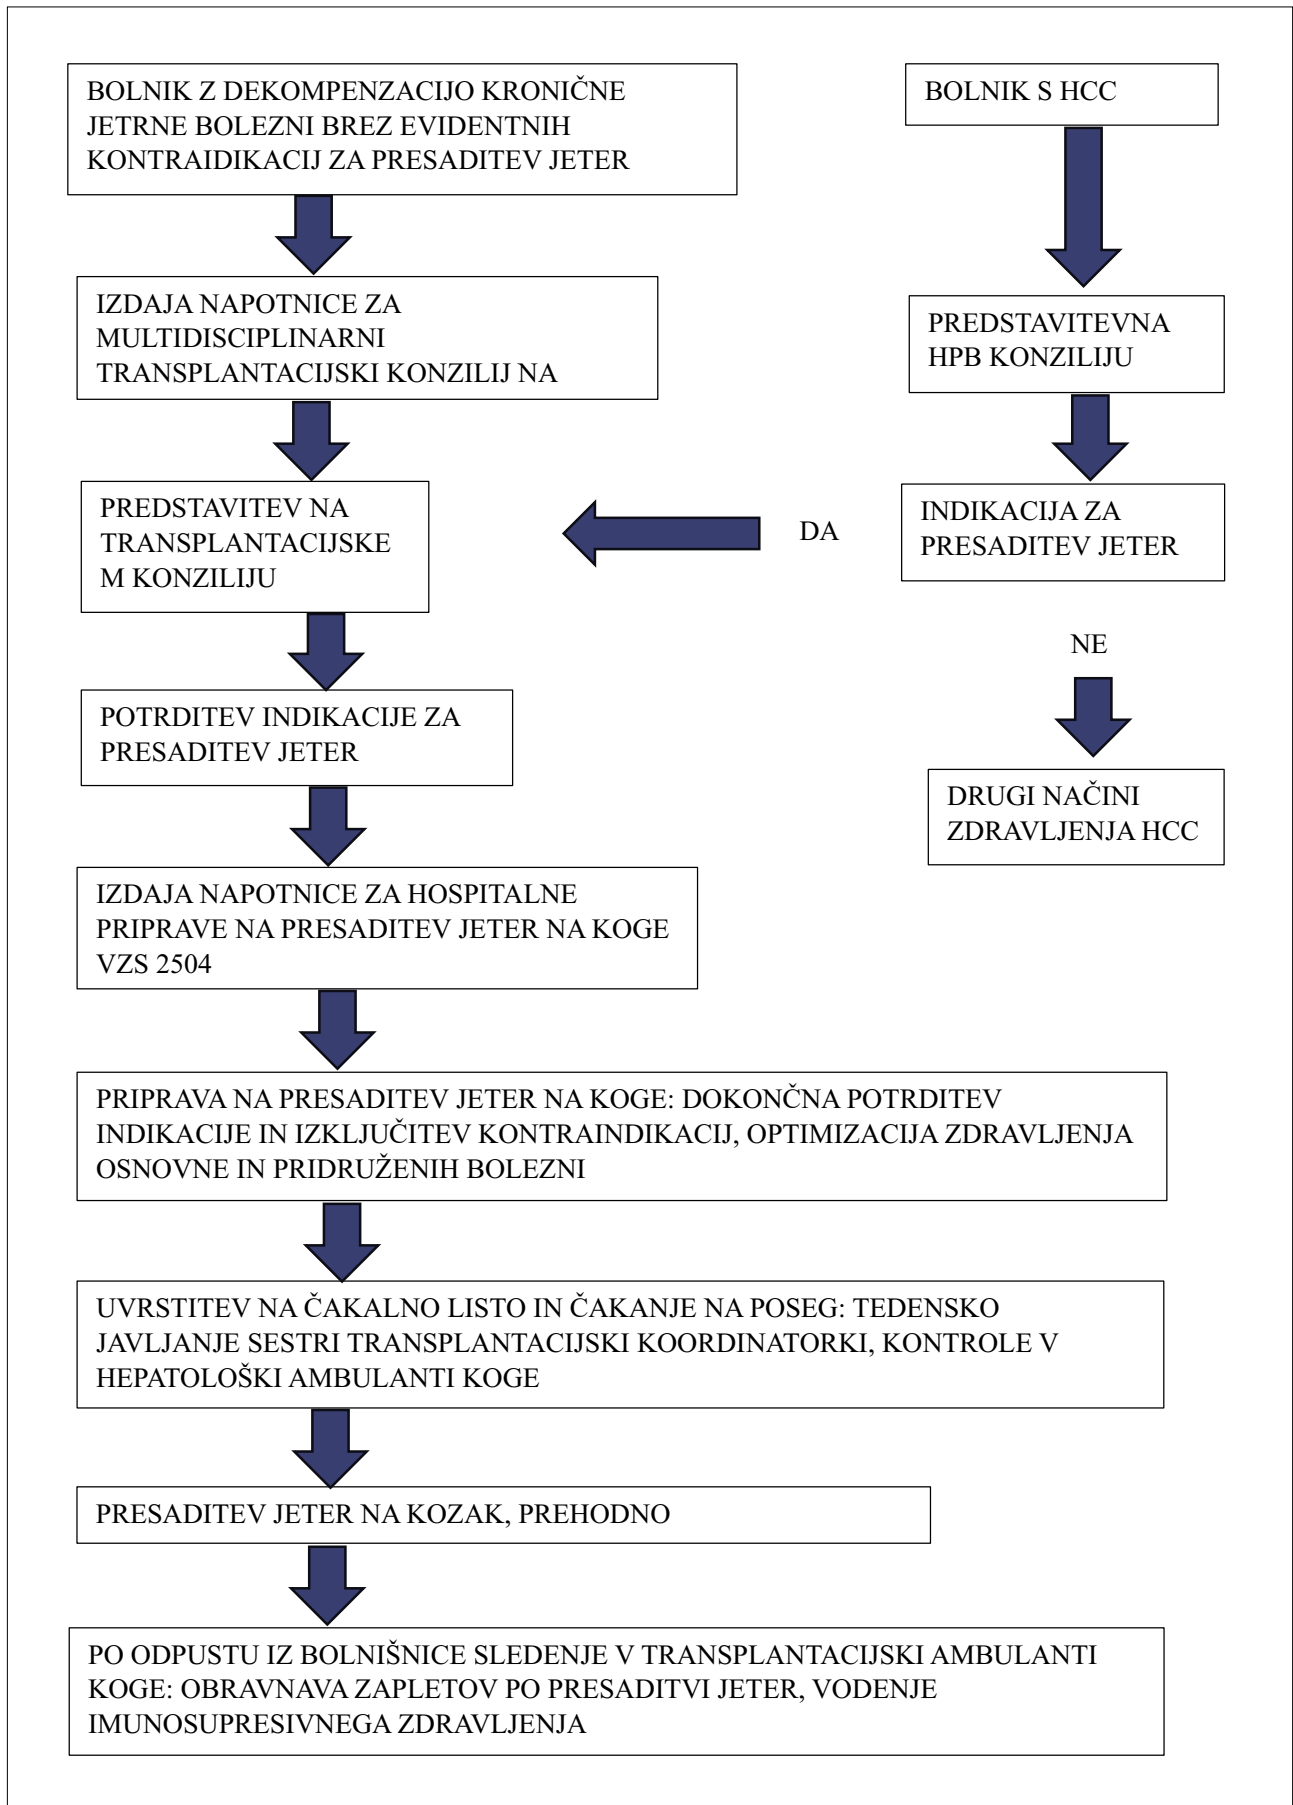 BOLNIK Z DEKOMPENZACIJO KRONIČNE
JETRNE BOLEZNI BREZ EVIDENTNIH
KONTRAIDIKACIJ ZA PRESADITEV JETER
BOLNIK S HCC
IZDAJA NAPOTNICE ZA
MULTIDISCIPLINARNI
TRANSPLANTACIJSKI KONZILIJ NA
PREDSTAVITEVNA
HPB KONZILIJU
PREDSTAVITEV NA
TRANSPLANTACIJSKE
M KONZILIJU
DA
INDIKACIJA ZA
PRESADITEV JETER
NE
POTRDITEV INDIKACIJE ZA
PRESADITEV JETER
DRUGI NAČINI
ZDRAVLJENJA HCC
IZDAJA NAPOTNICE ZA HOSPITALNE
PRIPRAVE NA PRESADITEV JETER NA KOGE
VZS 2504
PRIPRAVA NA PRESADITEV JETER NA KOGE: DOKONČNA POTRDITEV
INDIKACIJE IN IZKLJUČITEV KONTRAINDIKACIJ, OPTIMIZACIJA ZDRAVLJENJA
OSNOVNE IN PRIDRUŽENIH BOLEZNI
UVRSTITEV NA ČAKALNO LISTO IN ČAKANJE NA POSEG: TEDENSKO
JAVLJANJE SESTRI TRANSPLANTACIJSKI KOORDINATORKI, KONTROLE V
HEPATOLOŠKI AMBULANTI KOGE
PRESADITEV JETER NA KOZAK, PREHODNO
PO ODPUSTU IZ BOLNIŠNICE SLEDENJE V TRANSPLANTACIJSKI AMBULANTI
KOGE: OBRAVNAVA ZAPLETOV PO PRESADITVI JETER, VODENJE
IMUNOSUPRESIVNEGA ZDRAVLJENJA